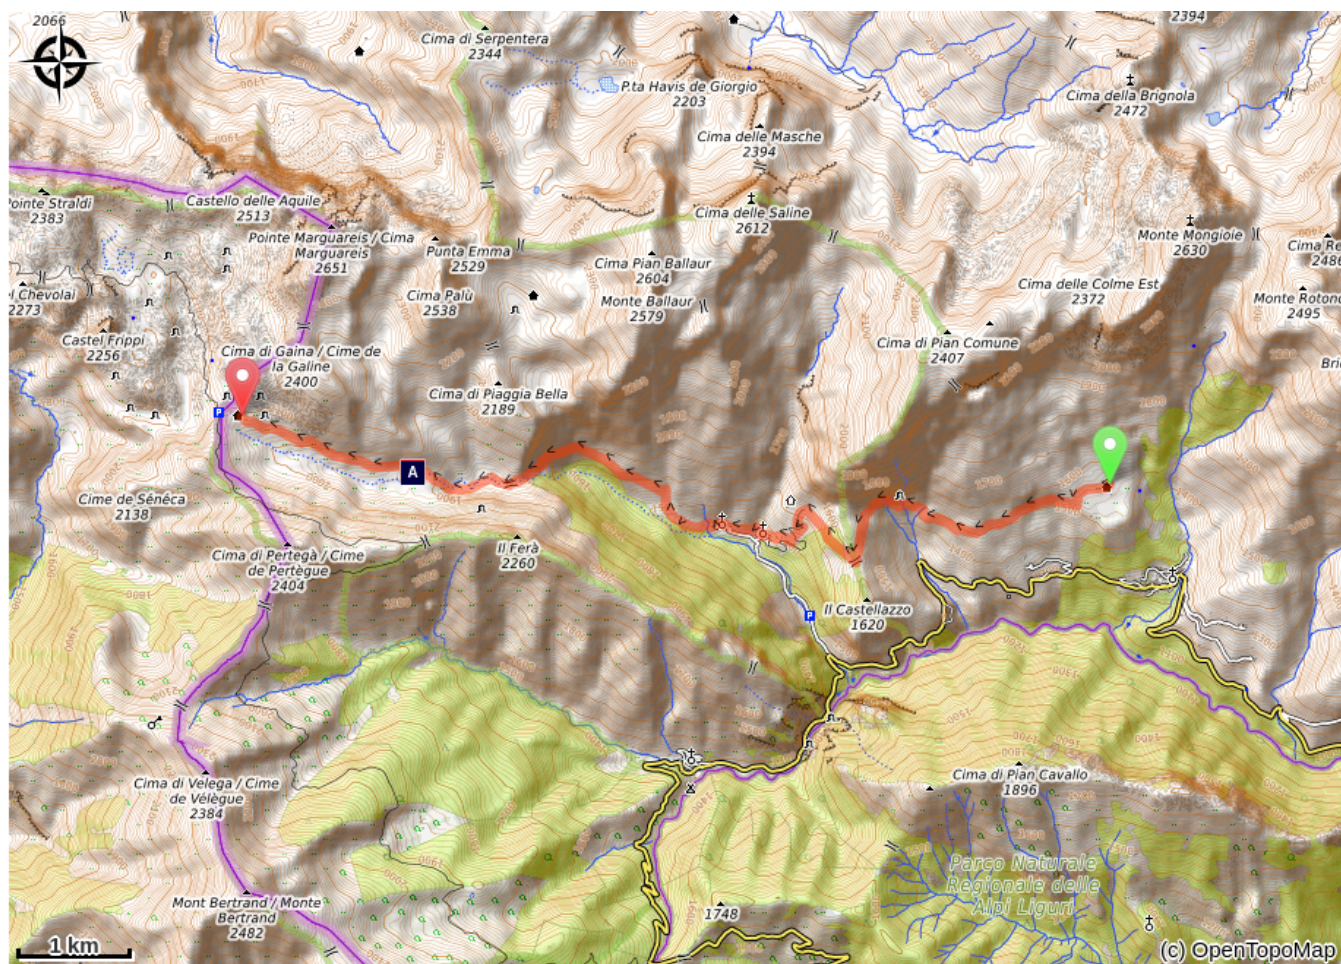 2066
Cima di Serpentera
2344
P.ta Havis de Giorgio
2203
2394
Cima della Brignola
2472
Cima delle Masche
2394
Pointe Straldi
2383
Castello delle Aquile
2513
Cima delle Saline
2612
Monte Mongioie
2630
Pointe Marguareis / Cima
Marguareis
2651
Punta Emma
2529
Cima Pian Ballaur
2604
Cima Re
2486
Cima delle Colme Est
2372
Cima Palù
2538
Monte Ballaur
2579
el Chevolai
2273
Monte Rotond
2495
Castel Frippi
2256
Cima di Gaina / Cime de
la Galine
2400
Cima di Pian Comune
2407
Bri
Cima di Piaggia Bella
2189
P
A
Cime de Sénéca
2138
Cima di Pertegà / Cime
de Pertègue
2404
Il Ferà
2260
P
Il Castellazzo
1620
Cima di Velega / Cime
de Vélègue
2384
Cima di Pian Cavallo
1896
Parco Naturale
Régionale delle
Alpi Liguri
Mont Bertrand / Monte
Bertrand
2482
1748
1 km
(c) OpenTopoMap